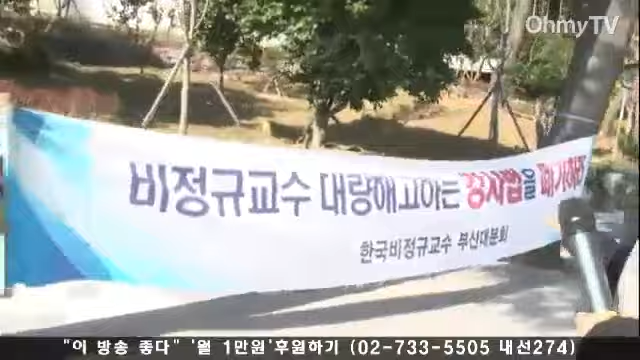 OhmyTV
비정규교수 대량해고하는 강사법을 파기하라
한국비정규교수 부산대분회
"이 방송 좋다" '월 1만원'후원하기 (02-733-5505 내선274)